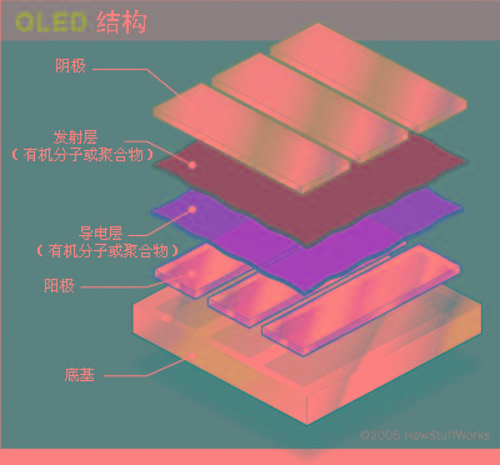 OLED 结构
阴极
发射层
（有机分子或聚合物）
导电层
（有机分子或聚合物）
阳极
底基
©2005 HowStuffWorks